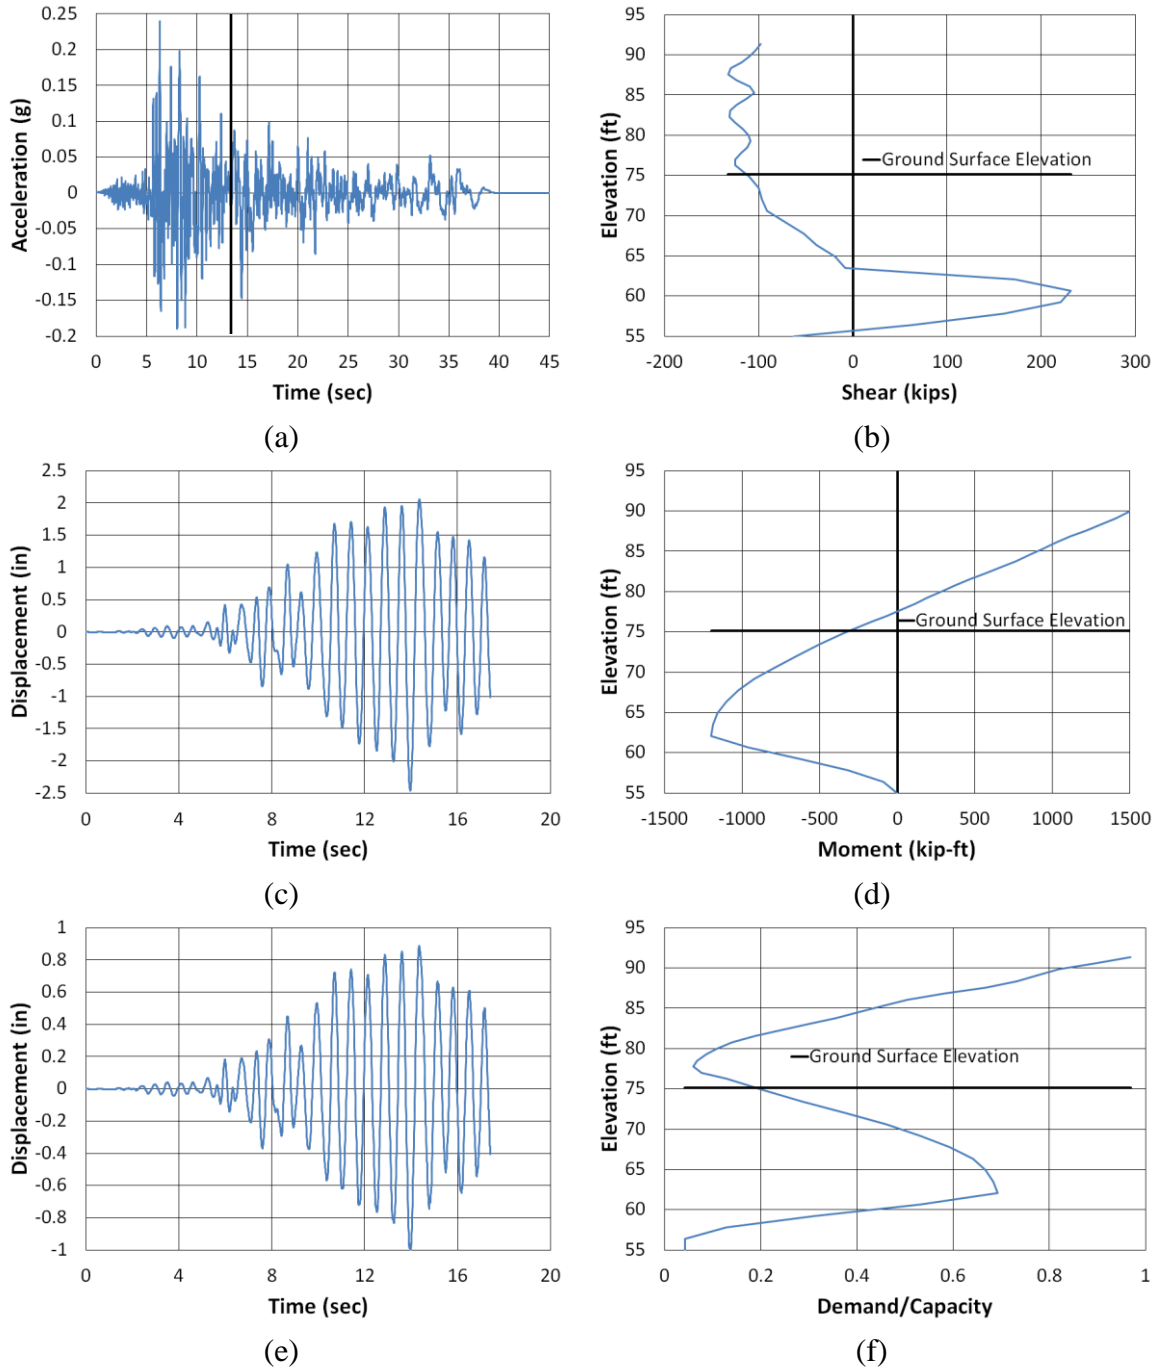 0.25
0.2
0.15
0.1
0.05
0
-0.05
-0.1
-0.15
-0.2
Acceleration (g)
0 5 10 15 20 25 30 35 40 45
Time (sec)
(a)
95
90
85
80
75
70
65
60
55
Elevation (ft)
Ground Surface Elevation
-200 -100 0 100 200 300
Shear (kips)
(b)
2.5
2
1.5
1
0.5
0
-0.5
-1
-1.5
-2
-2.5
Displacement (in)
0 4 8 12 16 20
Time (sec)
(c)
95
90
85
80
75
70
65
60
55
Elevation (ft)
Ground Surface Elevation
-1500 -1000 -500 0 500 1000 1500
Moment (kip-ft)
(d)
1
0.8
0.6
0.4
0.2
0
-0.2
-0.4
-0.6
-0.8
-1
Displacement (in)
0 4 8 12 16 20
Time (sec)
(e)
95
90
85
80
75
70
65
60
55
Elevation (ft)
Ground Surface Elevation
0 0.2 0.4 0.6 0.8 1
Demand/Capacity
(f)